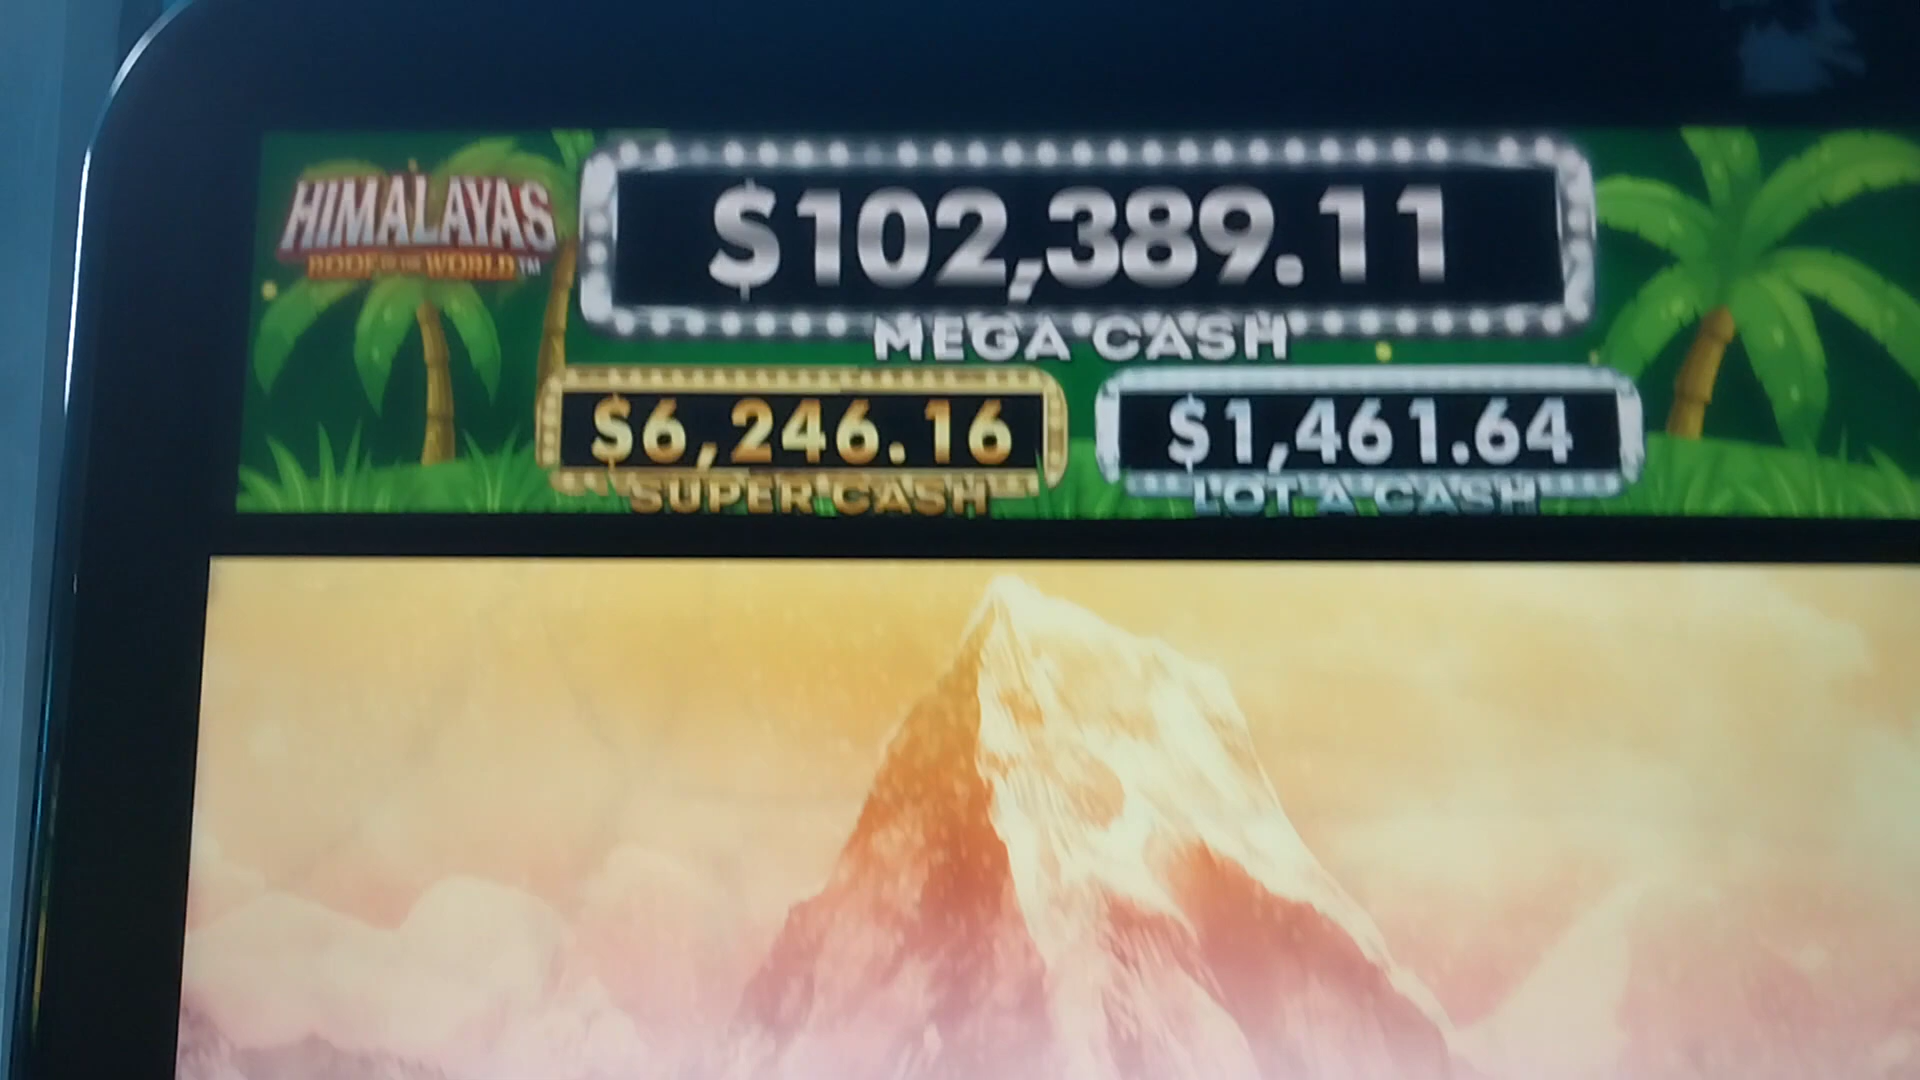 HIMALAYAS
ROOF OF THE WORLD™
$102,389.11
MEGA CASH
$6,246.16
SUPER CASH
$1,461.64
LOT A CASH